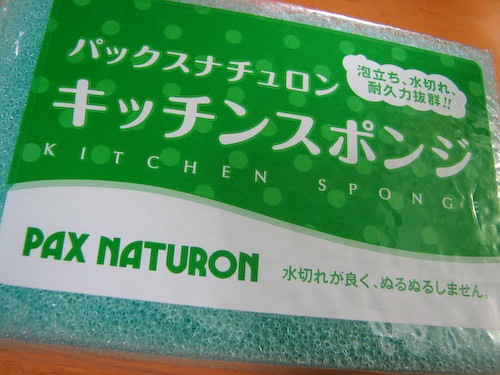 パックスナチュロン
泡立ち、水切れ、
耐久力抜群!!
キッチンスポンジ
KITCHEN SPONGE
PAX NATURON
水切れが良く、ぬるぬるしません。